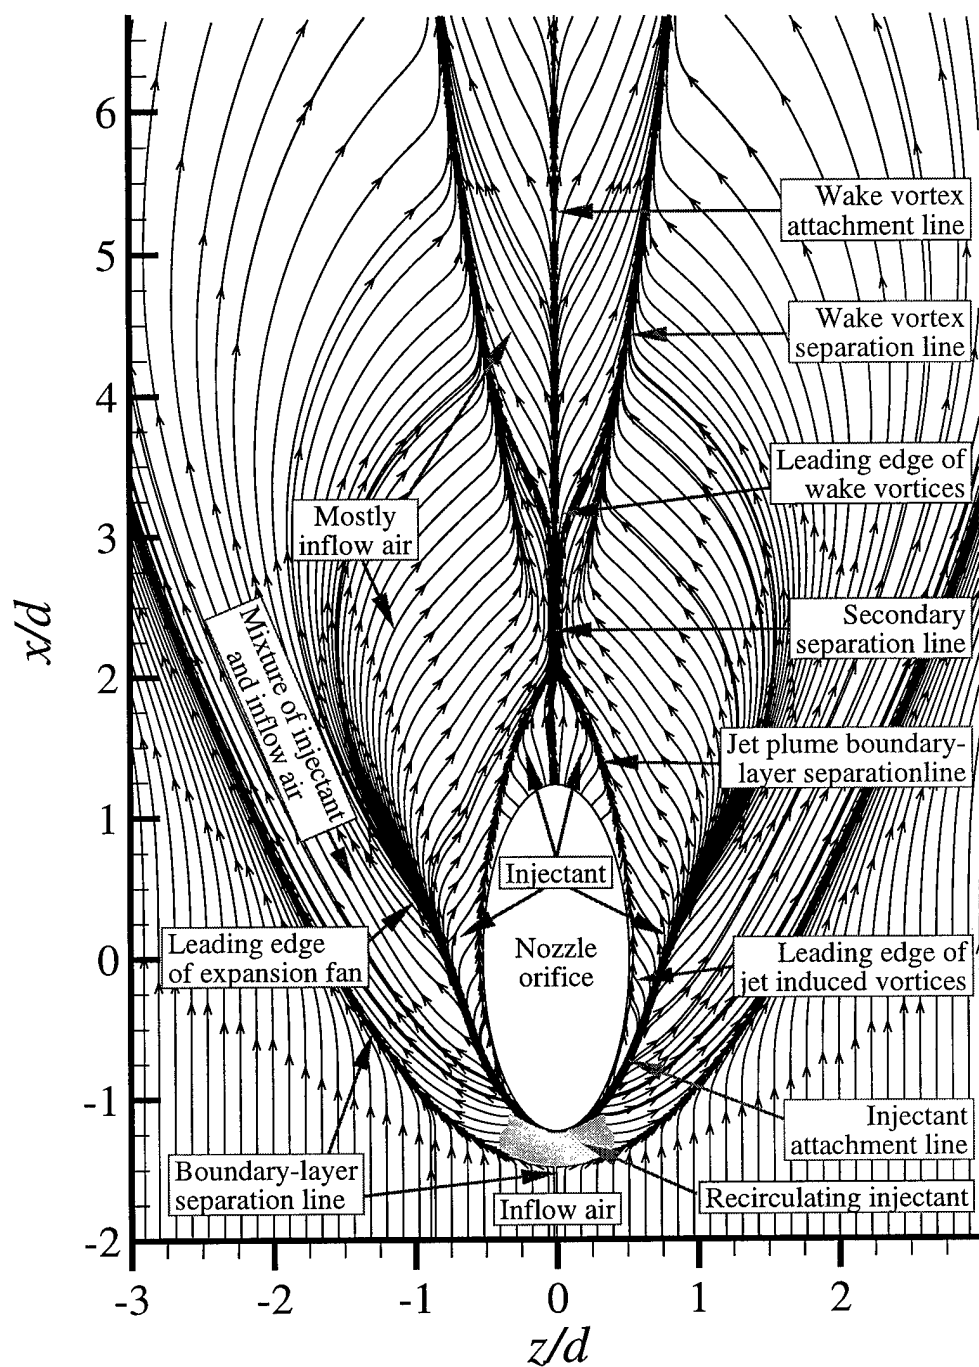 6
Wake vortex
attachment line
5
Wake vortex
separation line
4
Leading edge of
wake vortices
Mostly
inflow air
3
x/d
Secondary
separation line
Mixture of injectant
and inflow air
2
Jet plume boundary-
layer separationline
1
Injectant
Leading edge
of expansion fan
0
Nozzle
orifice
Leading edge of
jet induced vortices
-1
Injectant
attachment line
Boundary-layer
separation line
Inflow air
Recirculating injectant
-2
-3 -2 -1 0 1 2
z/d